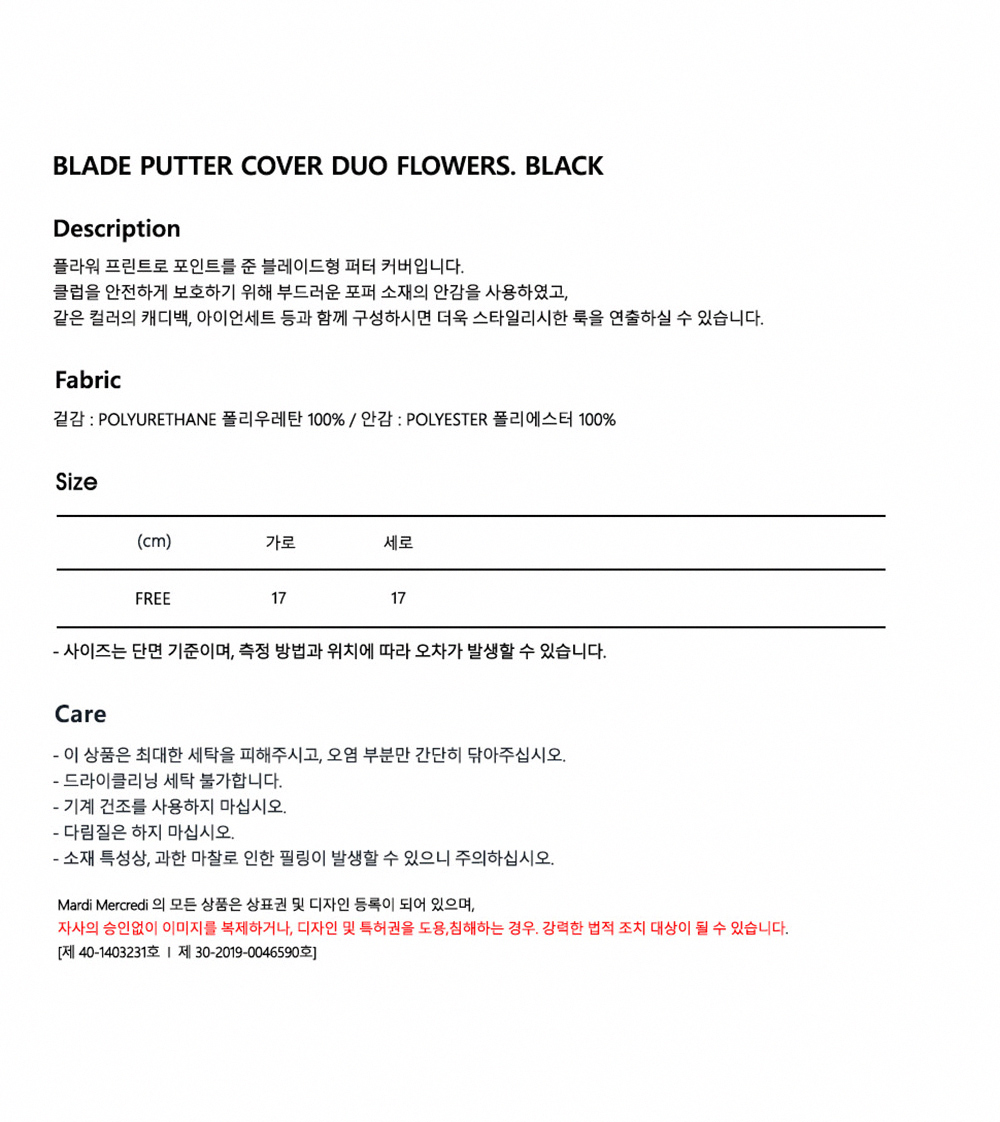 BLADE PUTTER COVER DUO FLOWERS. BLACK
Description
플라워 프린트로 포인트를 준 블레이드형 퍼터 커버입니다.
클럽을 안전하게 보호하기 위해 부드러운 포퍼 소재의 안감을 사용하였고,
같은 컬러의 캐디백, 아이언세트 등과 함께 구성하시면 더욱 스타일리시한 룩을 연출하실 수 있습니다.
Fabric
겉감 : POLYURETHANE 폴리우레탄 100% / 안감 : POLYESTER 폴리에스터 100%
Size
(cm) 가로 세로
FREE 17 17
- 사이즈는 단면 기준이며, 측정 방법과 위치에 따라 오차가 발생할 수 있습니다.
Care
- 이 상품은 최대한 세탁을 피해주시고, 오염 부분만 간단히 닦아주십시오.
- 드라이클리닝 세탁 불가합니다.
- 기계 건조를 사용하지 마십시오.
- 다림질은 하지 마십시오.
- 소재 특성상, 과한 마찰로 인한 필링이 발생할 수 있으니 주의하십시오.
Mardi Mercredi 의 모든 상품은 상표권 및 디자인 등록이 되어 있으며,
자사의 승인없이 이미지를 복제하거나, 디자인 및 특허권을 도용,침해하는 경우. 강력한 법적 조치 대상이 될 수 있습니다.
[제 40-1403231호 ㅣ 제 30-2019-0046590호]